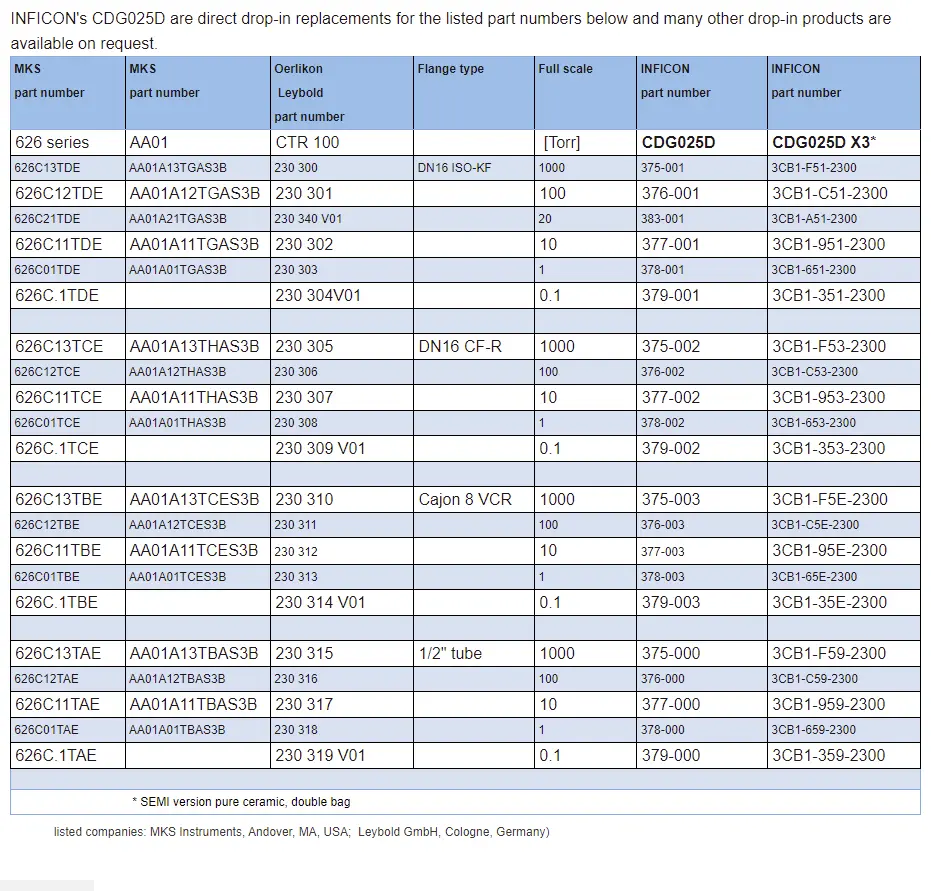 INFICON's CDG025D are direct drop-in replacements for the listed part numbers below and many other drop-in products are
available on request.
MKS MKS Oerlikon Flange type Full scale INFICON INFICON
part number part number Leybold part number part number
part number
626 series AA01 CTR 100 [Torr] CDG025D CDG025D X3*
626C13TDE AA01A13TGAS3B 230 300 DN16 ISO-KF 1000 375-001 3CB1-F51-2300
626C12TDE AA01A12TGAS3B 230 301 100 376-001 3CB1-C51-2300
626C21TDE AA01A21TGAS3B 230 340 V01 20 383-001 3CB1-A51-2300
626C11TDE AA01A11TGAS3B 230 302 10 377-001 3CB1-951-2300
626C01TDE AA01A01TGAS3B 230 303 1 378-001 3CB1-651-2300
626C.1TDE 230 304V01 0.1 379-001 3CB1-351-2300
626C13TCE AA01A13THAS3B 230 305 DN16 CF-R 1000 375-002 3CB1-F53-2300
626C12TCE AA01A12THAS3B 230 306 100 376-002 3CB1-C53-2300
626C11TCE AA01A11THAS3B 230 307 10 377-002 3CB1-953-2300
626C01TCE AA01A01THAS3B 230 308 1 378-002 3CB1-653-2300
626C.1TCE 230 309 V01 0.1 379-002 3CB1-353-2300
626C13TBE AA01A13TCES3B 230 310 Cajon 8 VCR 1000 375-003 3CB1-F5E-2300
626C12TBE AA01A12TCES3B 230 311 100 376-003 3CB1-C5E-2300
626C11TBE AA01A11TCES3B 230 312 10 377-003 3CB1-95E-2300
626C01TBE AA01A01TCES3B 230 313 1 378-003 3CB1-65E-2300
626C.1TBE 230 314 V01 0.1 379-003 3CB1-35E-2300
626C13TAE AA01A13TBAS3B 230 315 1/2" tube 1000 375-000 3CB1-F59-2300
626C12TAE AA01A12TBAS3B 230 316 100 376-000 3CB1-C59-2300
626C11TAE AA01A11TBAS3B 230 317 10 377-000 3CB1-959-2300
626C01TAE AA01A01TBAS3B 230 318 1 378-000 3CB1-659-2300
626C.1TAE 230 319 V01 0.1 379-000 3CB1-359-2300
* SEMI version pure ceramic, double bag
listed companies: MKS Instruments, Andover, MA, USA; Leybold GmbH, Cologne, Germany)